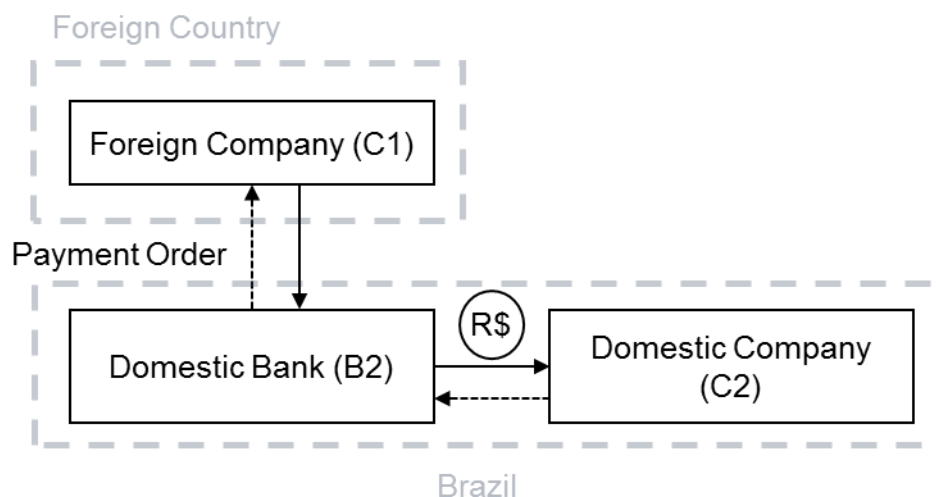 Foreign Country
Foreign Company (C1)
Payment Order
Domestic Bank (B2)
R$
Domestic Company
(C2)
Brazil